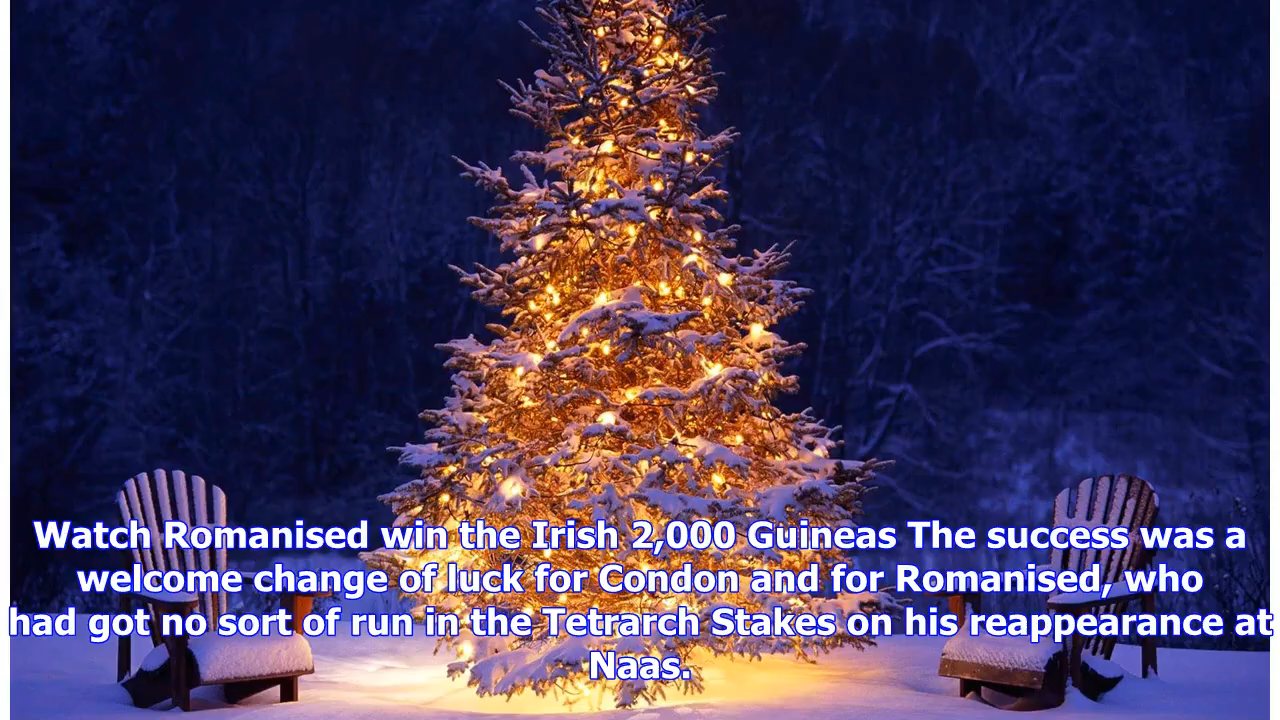 Watch Romanised win the Irish 2,000 Guineas The success was a
welcome change of luck for Condon and for Romanised, who
had got no sort of run in the Tetrarch Stakes on his reappearance at
Naas.